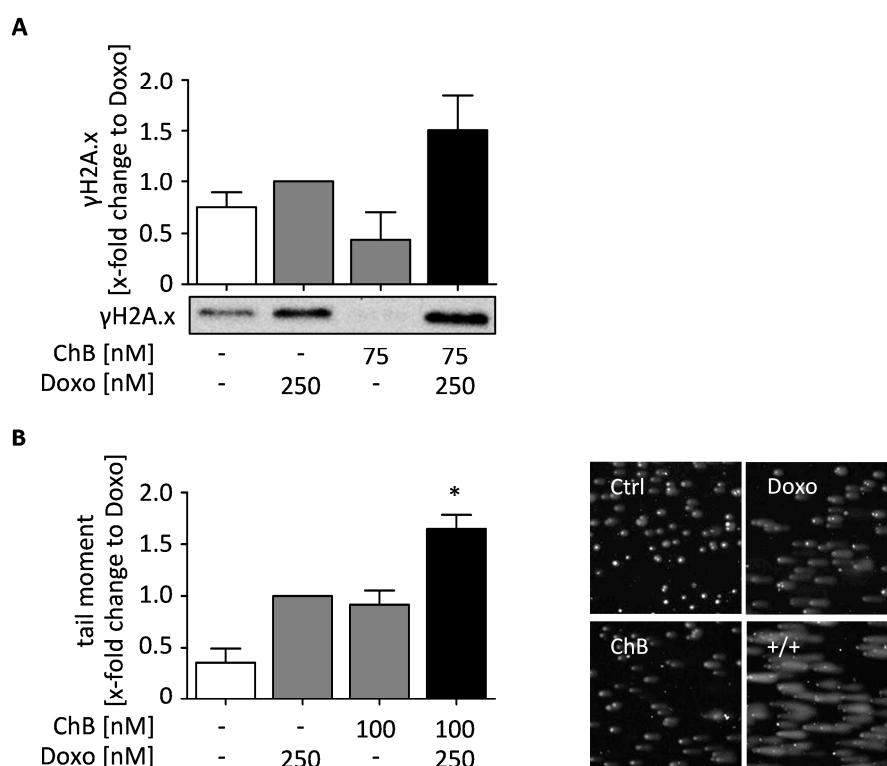 A
γH2A.x
[x-fold change to Doxo]
2.0
1.5
1.0
0.5
0
γH2A.x
ChB [nM] - - 75 75
Doxo [nM] - 250 - 250
B
tail moment
[x-fold change to Doxo]
2.0
1.5
1.0
0.5
0
*
ChB [nM] - - 100 100
Doxo [nM] - 250 - 250
Ctrl Doxo
ChB +/+